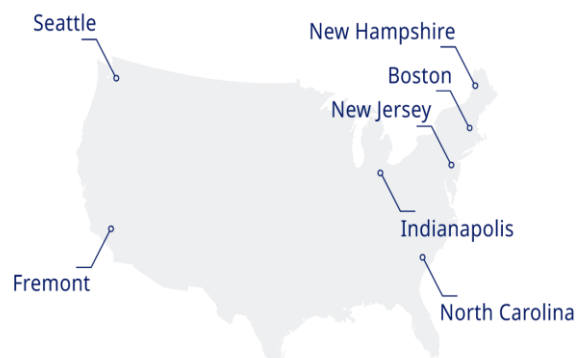 Seattle
New Hampshire
Boston
New Jersey
Indianapolis
Fremont
North Carolina